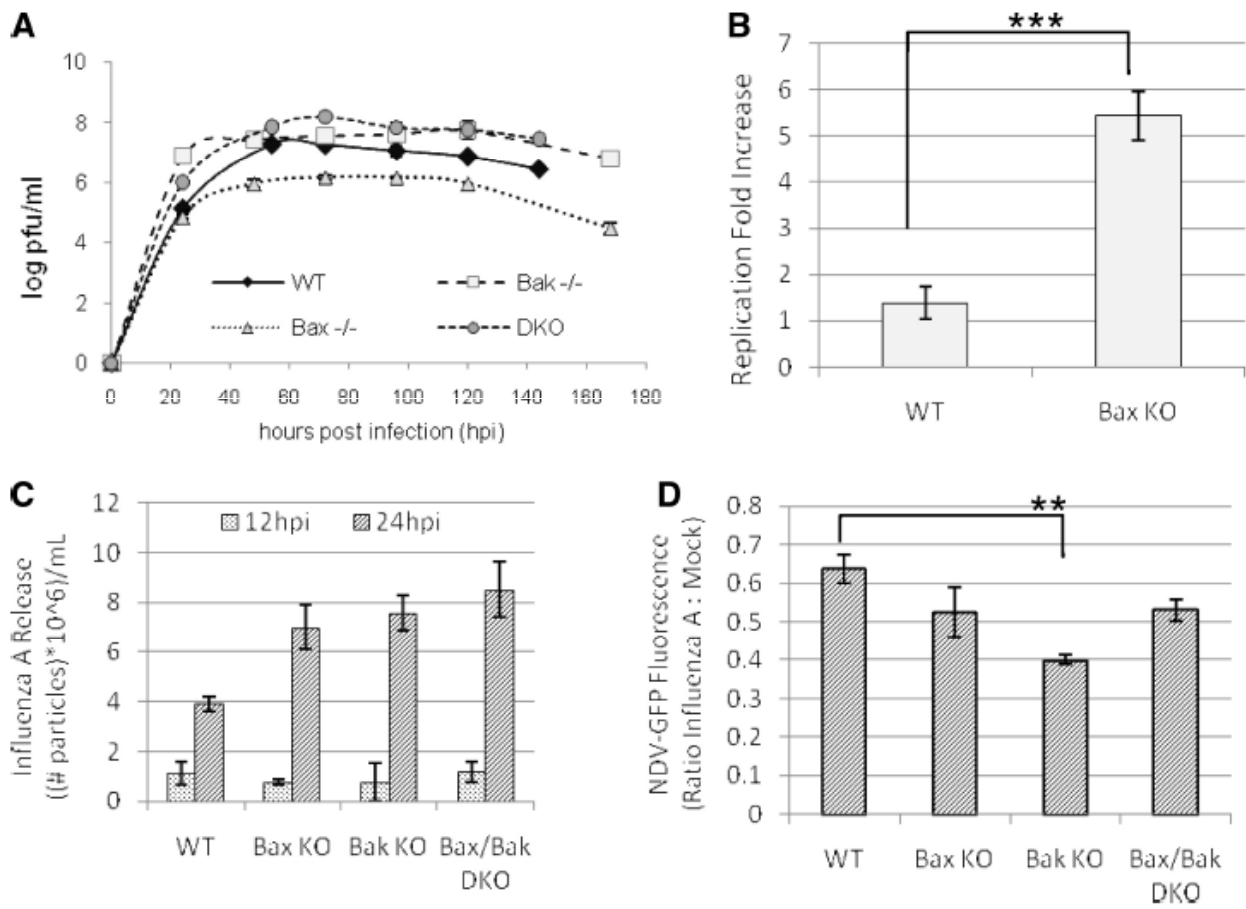 A
10
8
6
4
2
0
log pfu/ml
WT
Bak -/-
Bax -/-
DKO
0 20 40 60 80 100 120 140 160 180
hours post infection (hpi)
B
***
7
6
5
4
3
2
1
0
Replication Fold Increase
WT Bax KO
C
12
10
8
6
4
2
0
Influenza A Release
((# particles)*10^6)/mL
12hpi 24hpi
WT Bax KO Bak KO Bax/Bak
DKO
D
**
0.8
0.7
0.6
0.5
0.4
0.3
0.2
0.1
0
NDV-GFP Fluorescence
(Ratio Influenza A : Mock)
WT Bax KO Bak KO Bax/Bak
DKO